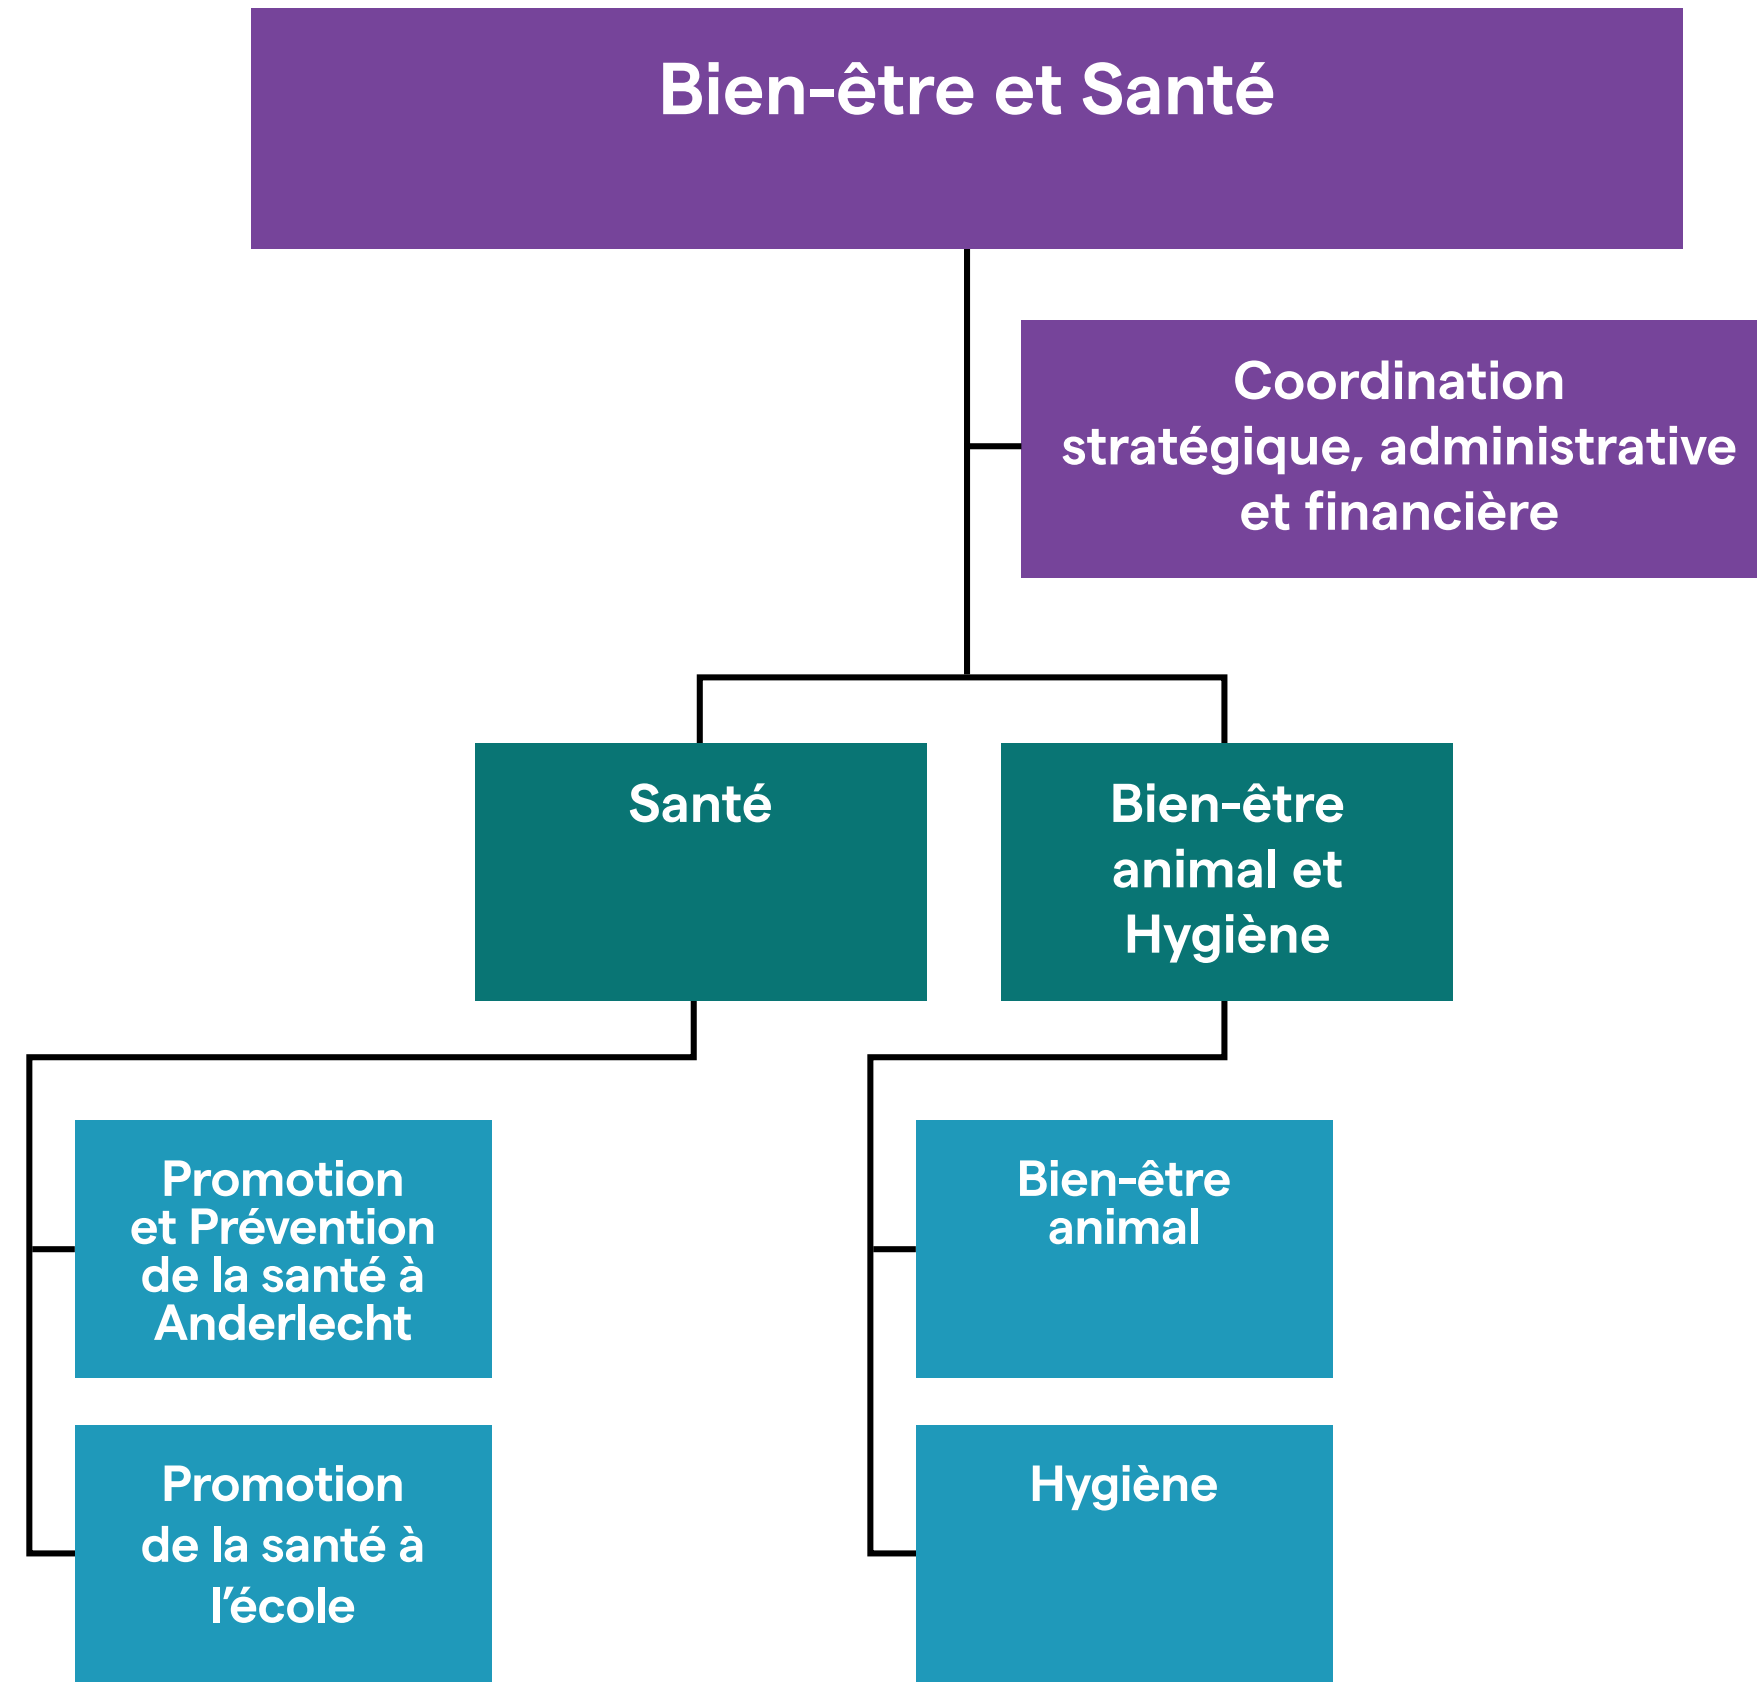 Bien-être et Santé
Coordination
stratégique, administrative
et financière
Santé
Bien-être
animal et
Hygiène
Promotion
et Prévention
de la santé à
Anderlecht
Bien-être
animal
Promotion
de la santé à
l’école
Hygiène